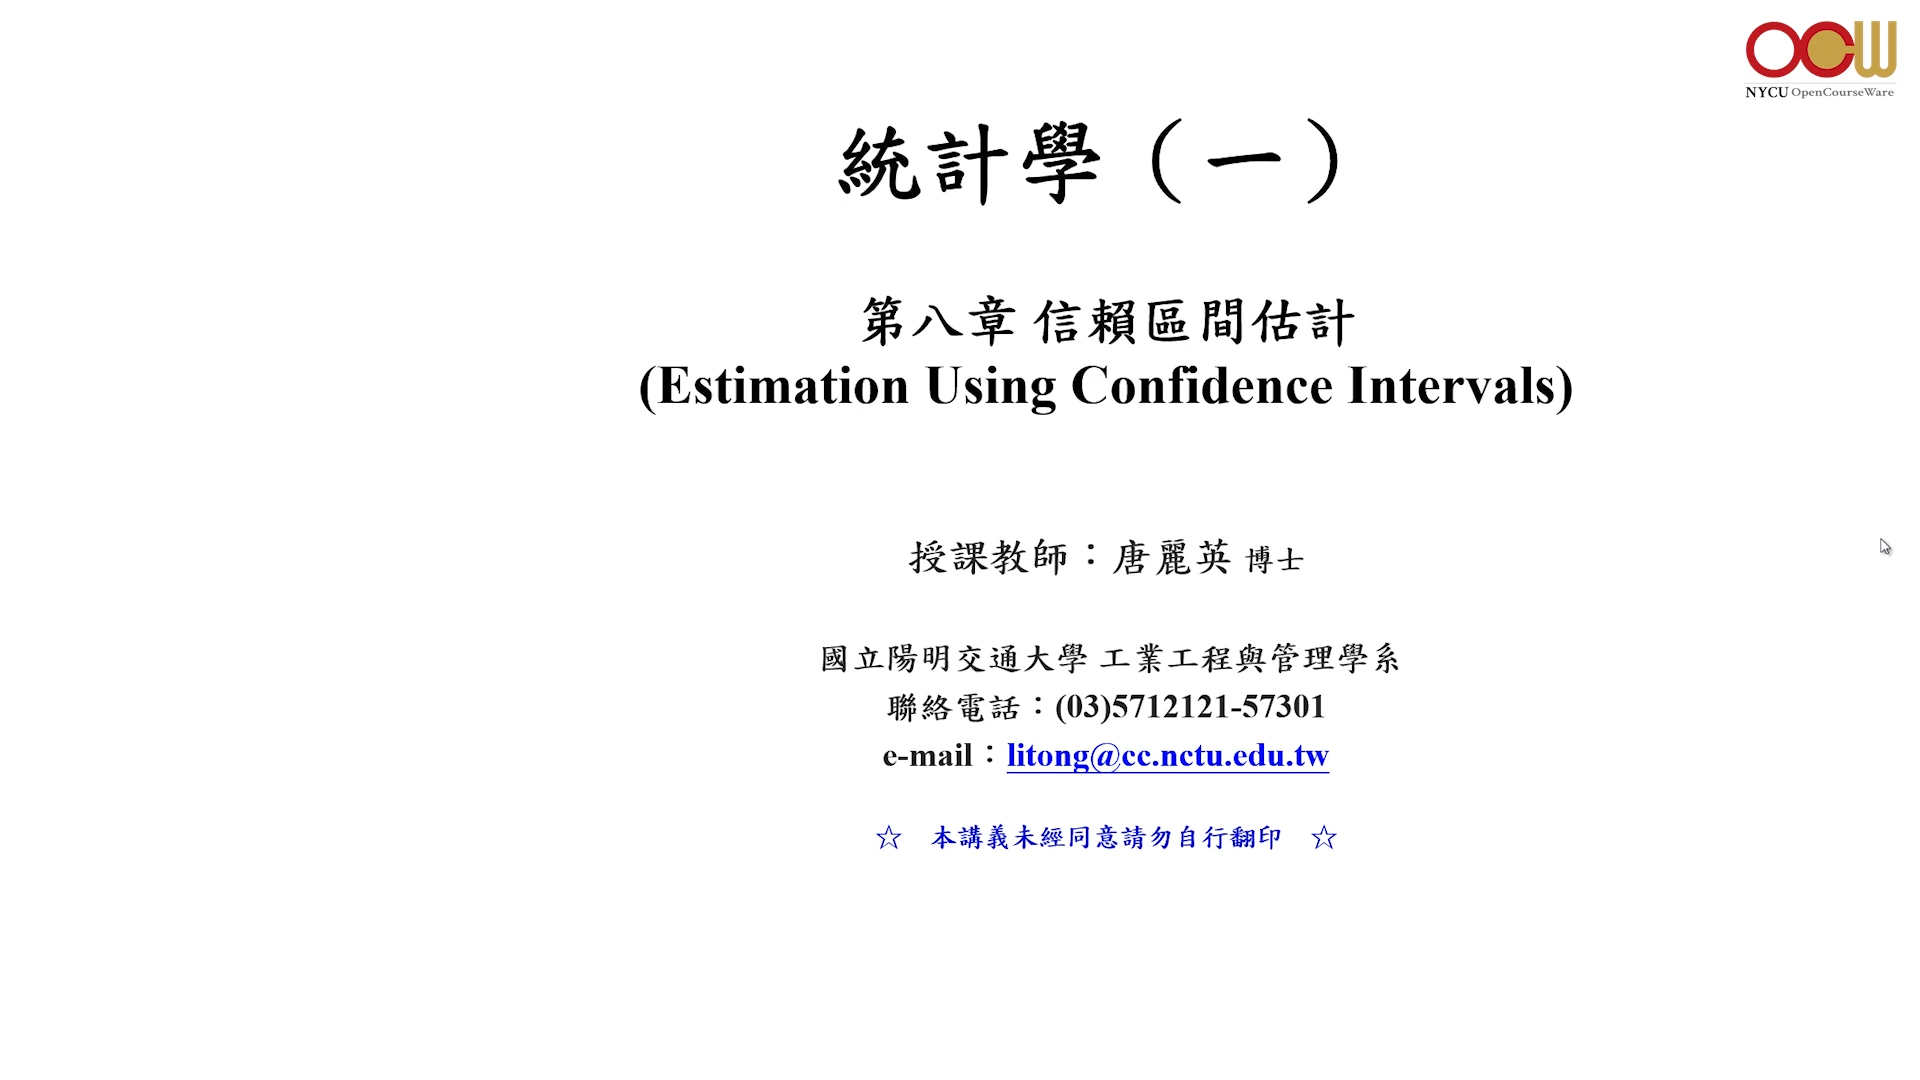 OCW
NYCU OpenCourseWare
統計學（一）
第八章 信賴區間估計
(Estimation Using Confidence Intervals)
授課教師：唐麗英 博士
國立陽明交通大學 工業工程與管理學系
聯絡電話：(03)5712121-57301
e-mail：litong@cc.nctu.edu.tw
☆ 本講義未經同意請勿自行翻印 ☆